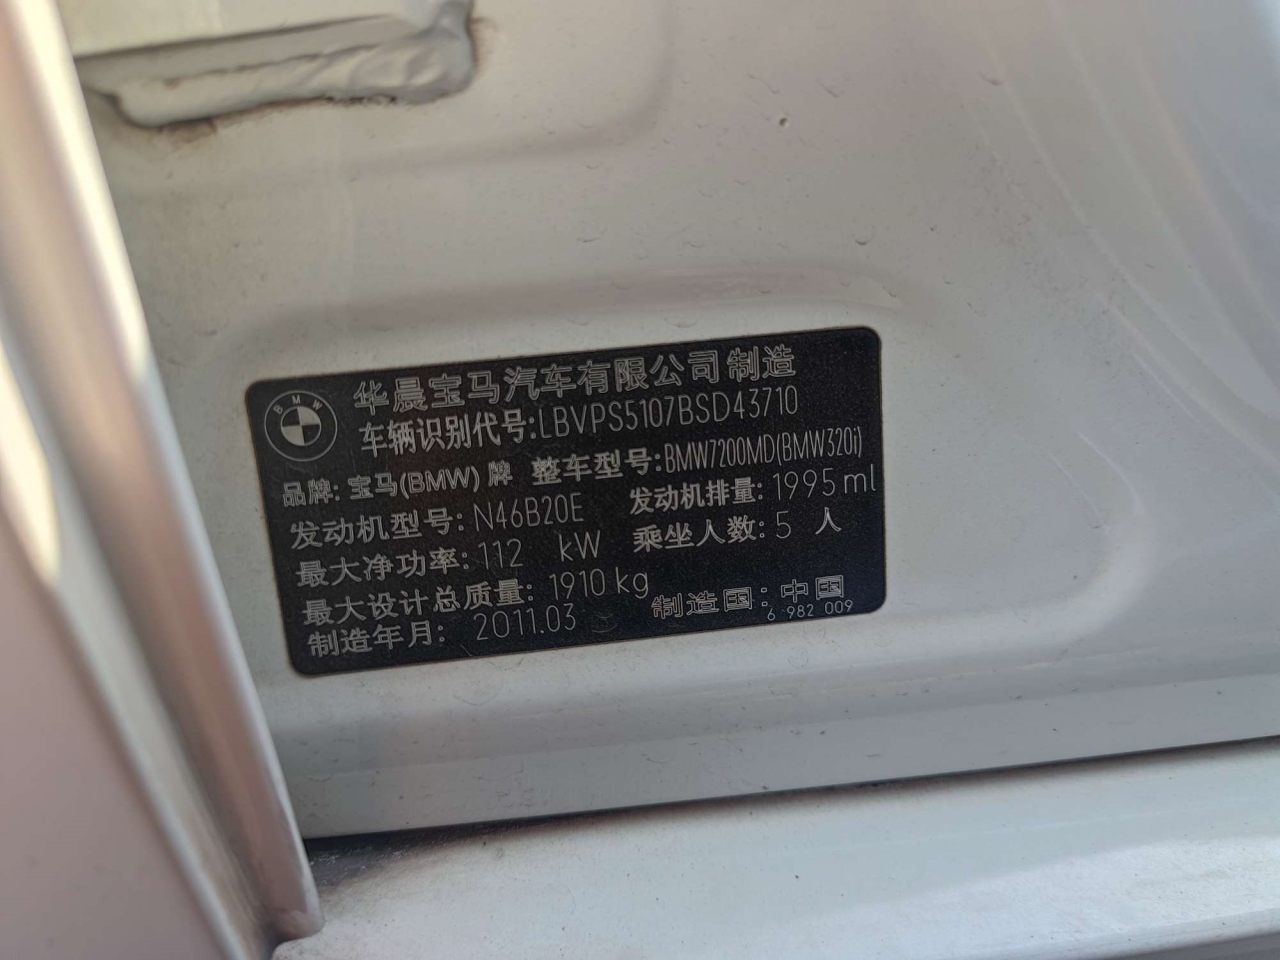 BMW
华晨宝马汽车有限公司制造
车辆识别代号:LBVPS5107BSD43710
品牌:宝马(BMW)牌 整车型号:BMW7200MD(BMW320i)
发动机型号:N46B20E 发动机排量:1995ml
最大净功率:112 kW 乘坐人数:5 人
最大设计总质量:1910kg
制造年月:2011.03 制造国:中国
6 982 009